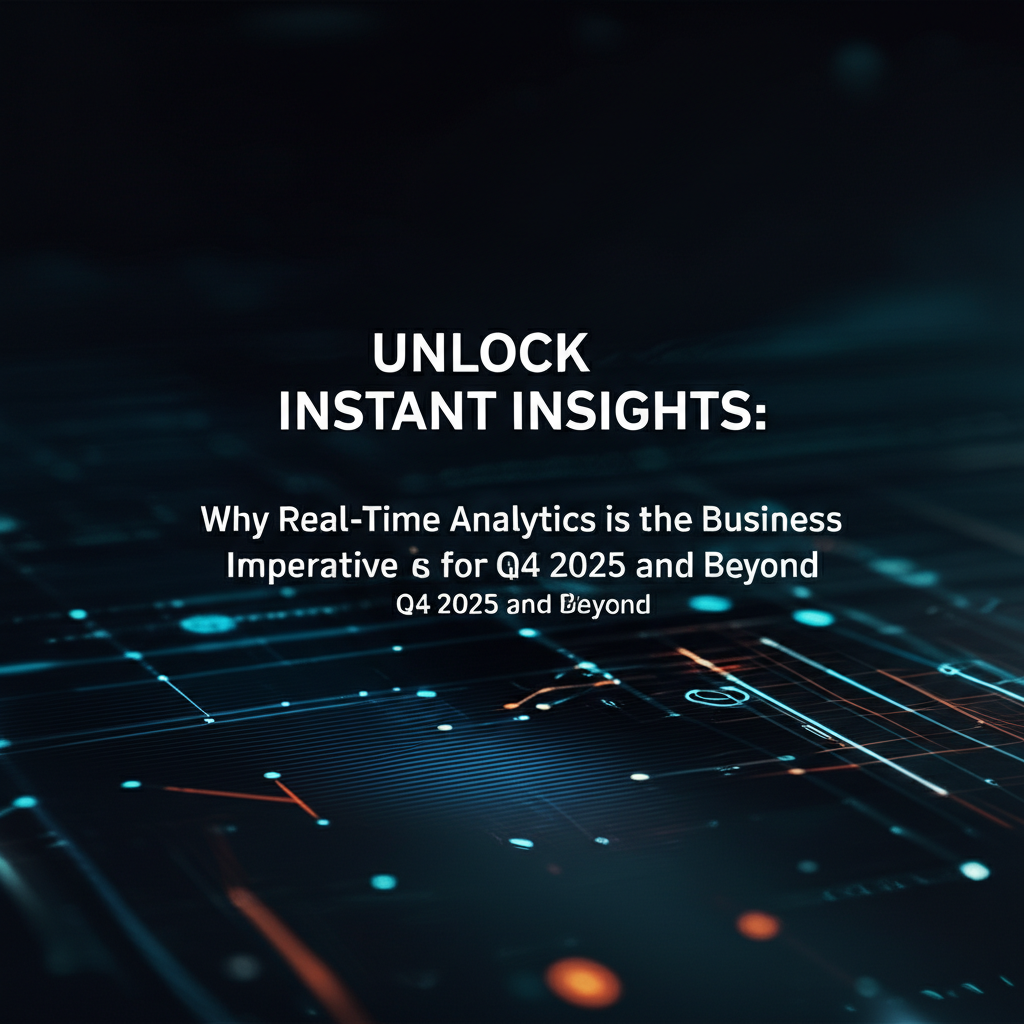 UNLOCK
INSTANT INSIGHTS:
Why Real-Time Analytics is the Business
Imperative s for Q4 2025 and Beyond
Q4 2025 and Beyond